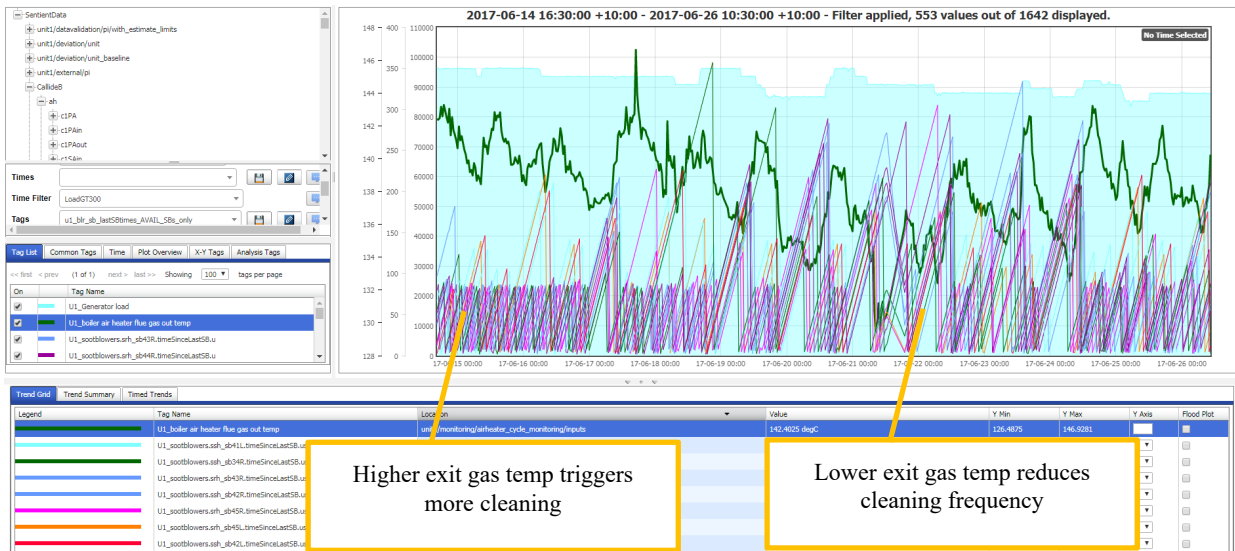 SentientData
unit1/datavalidation/pi/with_estimate_limits
unit1/deviation/unit
unit1/deviation/unit_baseline
unit1/external/pi
CallideB
ah
c1PA
c1PAin
c1PAout
c1SAin
Times
Time Filter LoadGT300
Tags u1_blr_sb_lastSBtimes_AVAIL_SBs_only
Tag List Common Tags Time Plot Overview X-Y Tags Analysis Tags
<< first < prev (1 of 1) next > last >> Showing 100 tags per page
On Tag Name
U1_Generator load
U1_boiler air heater flue gas out temp
U1_sootblowers.srh_sb43R.timeSinceLastSB.u
U1_sootblowers.srh_sb44R.timeSinceLastSB.u
2017-06-14 16:30:00 +10:00 - 2017-06-26 10:30:00 +10:00 - Filter applied, 553 values out of 1642 displayed.
No Time Selected
148 400 110000
100000
146 350 90000
144
80000
142 300
70000
140 250 60000
138 200 50000
136 150 40000
134
30000
132 100
20000
130 50 10000
128 0 0
17-06-15 00:00 17-06-16 00:00 17-06-17 00:00 17-06-18 00:00 17-06-19 00:00 17-06-20 00:00 17-06-21 00:00 17-06-22 00:00 17-06-23 00:00 17-06-24 00:00 17-06-25 00:00 17-06-26 00:00
Trend Grid Trend Summary Timed Trends
Legend Tag Name Location Value Y Min Y Max Y Axis Flood Plot
U1_boiler air heater flue gas out temp unit1/monitoring/airheater_cycle_monitoring/inputs 142.4025 degC 126.4875 146.9281
U1_sootblowers.ssh_sb41L.timeSinceLastSB.us
U1_sootblowers.ssh_sb34R.timeSinceLastSB.us
U1_sootblowers.srh_sb43R.timeSinceLastSB.us
U1_sootblowers.ssh_sb42R.timeSinceLastSB.us
U1_sootblowers.srh_sb45R.timeSinceLastSB.us
U1_sootblowers.srh_sb45L.timeSinceLastSB.us
U1_sootblowers.ssh_sb42L.timeSinceLastSB.us
Higher exit gas temp triggers
more cleaning
Lower exit gas temp reduces
cleaning frequency